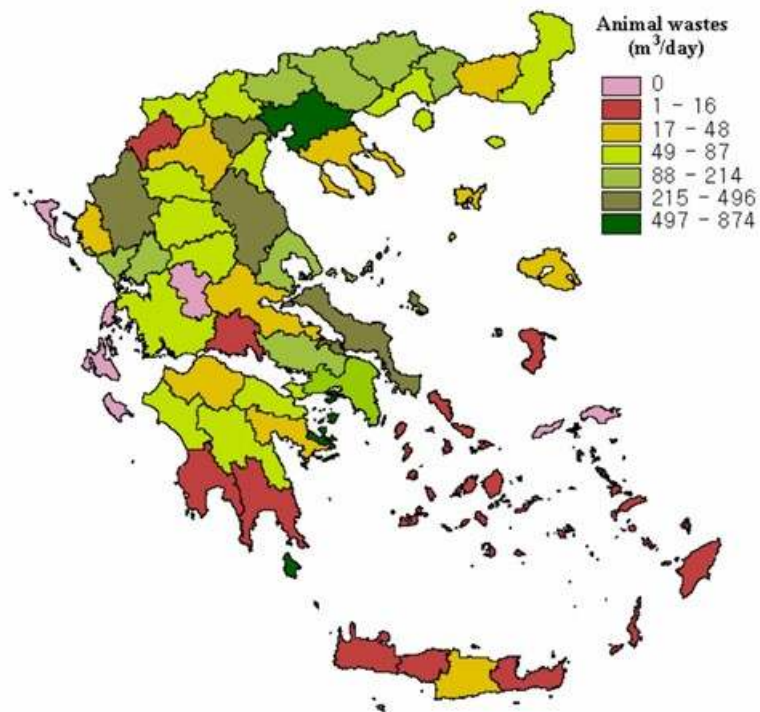 Animal wastes
(m³/day)
0
1 - 16
17 - 48
49 - 87
88 - 214
215 - 496
497 - 874